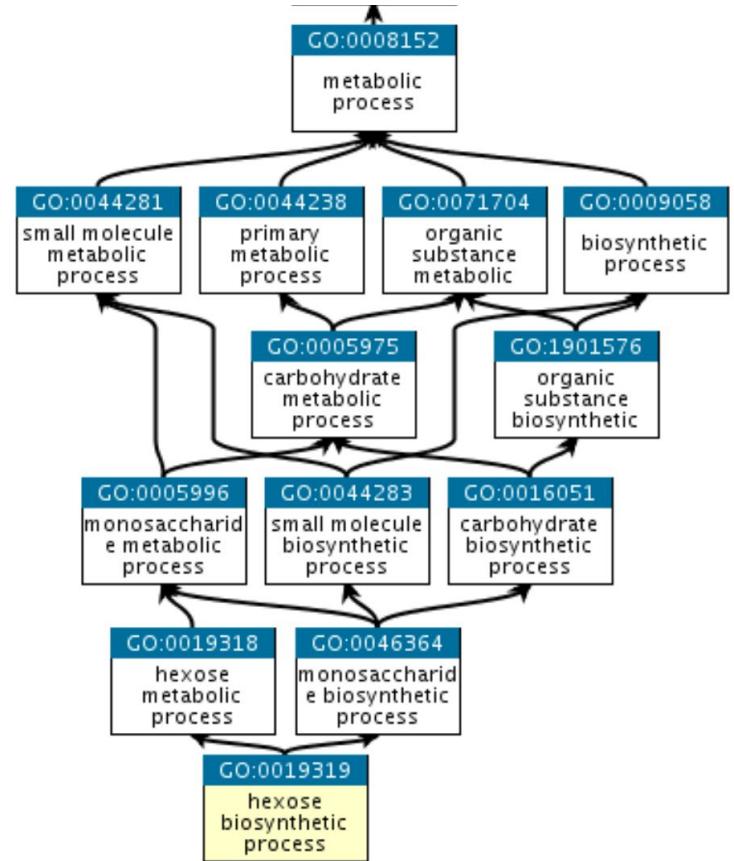 GO:0008152
metabolic
process
GO:0044281
small molecule
metabolic
process
GO:0044238
primary
metabolic
process
GO:0071704
organic
substance
metabolic
GO:0009058
biosynthetic
process
GO:0005975
carbohydrate
metabolic
process
GO:1901576
organic
substance
biosynthetic
GO:0005996
monosaccharid
e metabolic
process
GO:0044283
small molecule
biosynthetic
process
GO:0016051
carbohydrate
biosynthetic
process
GO:0019318
hexose
metabolic
process
GO:0046364
monosaccharid
e biosynthetic
process
GO:0019319
hexose
biosynthetic
process